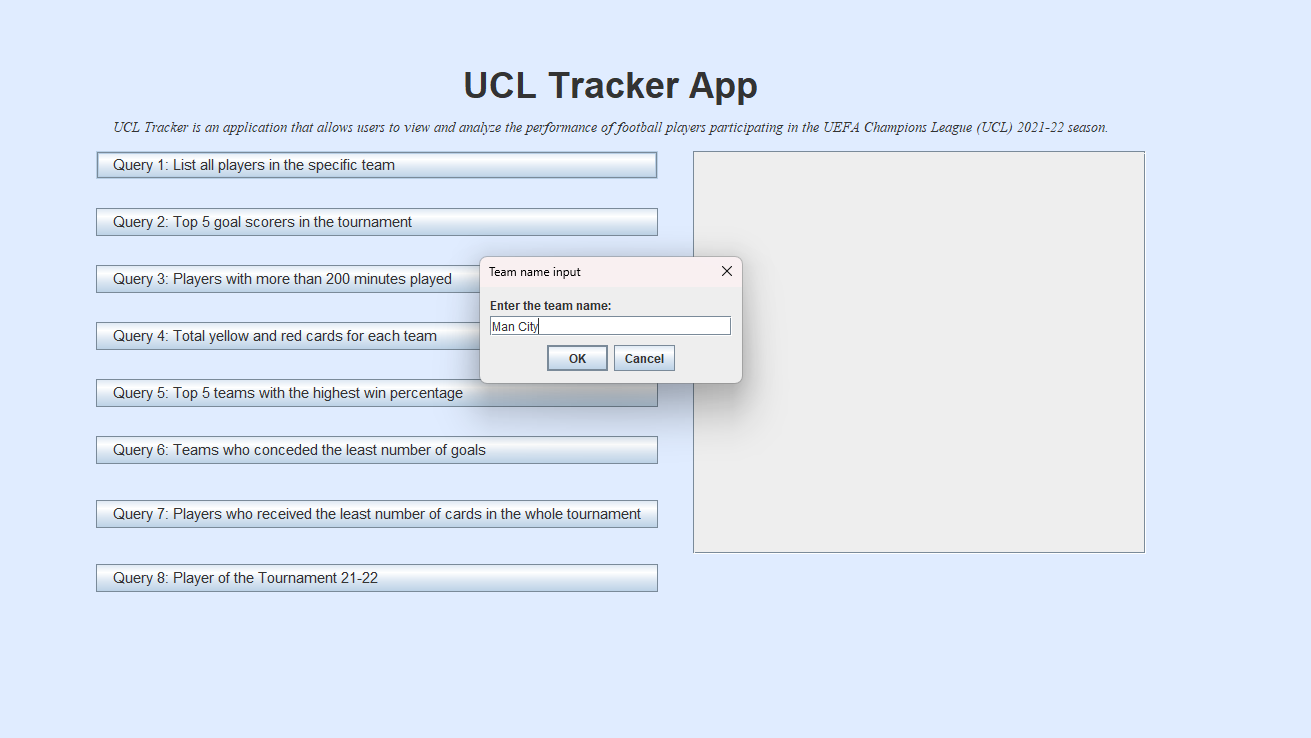 UCL Tracker App
UCL Tracker is an application that allows users to view and analyze the performance of football players participating in the UEFA Champions League (UCL) 2021-22 season.
Query 1: List all players in the specific team
Query 2: Top 5 goal scorers in the tournament
Query 3: Players with more than 200 minutes played
Query 4: Total yellow and red cards for each team
Query 5: Top 5 teams with the highest win percentage
Query 6: Teams who conceded the least number of goals
Query 7: Players who received the least number of cards in the whole tournament
Query 8: Player of the Tournament 21-22
Team name input
Enter the team name:
Man City
OK Cancel